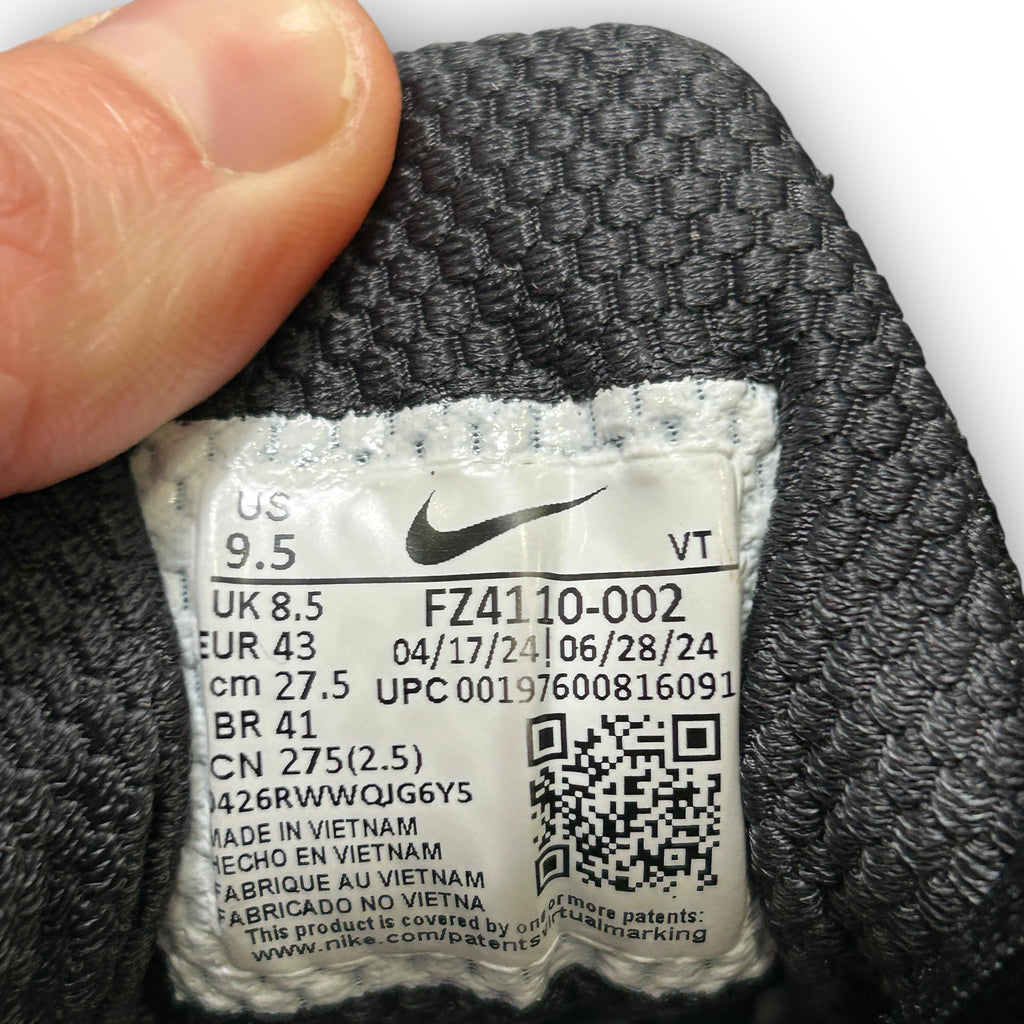 US
9.5
VT
UK 8.5
FZ4110-002
EUR 43
04/17/24 | 06/28/24
cm 27.5
UPC 00197600816091
BR 41
CN 275(2.5)
0426RWWQJG6Y5
MADE IN VIETNAM
HECHO EN VIETNAM
FABRIQUE AU VIETNAM
FABRICADO NO VIETNA
This product is covered by one or more patents:
www.nike.com/patentsvirtualmarking